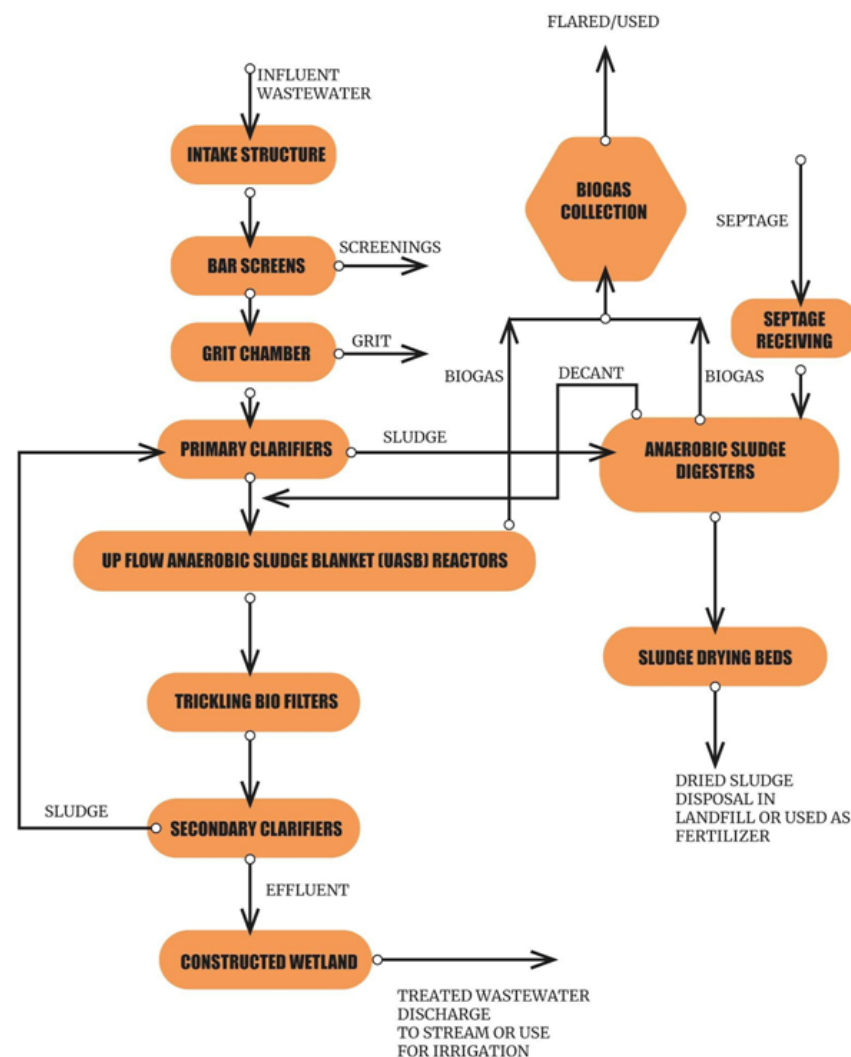 FLARED/USED
INFLUENT
WASTEWATER
INTAKE STRUCTURE
BIOGAS
COLLECTION
SEPTAGE
SCREENINGS
BAR SCREENS
SEPTAGE
RECEIVING
GRIT
GRIT CHAMBER
BIOGAS
DECANT
BIOGAS
PRIMARY CLARIFIERS
SLUDGE
ANAEROBIC SLUDGE
DIGESTERS
UP FLOW ANAEROBIC SLUDGE BLANKET (UASB) REACTORS
SLUDGE DRYING BEDS
TRICKLING BIO FILTERS
DRIED SLUDGE
DISPOSAL IN
LANDFILL OR USED AS
FERTILIZER
SLUDGE
SECONDARY CLARIFIERS
EFFLUENT
CONSTRUCTED WETLAND
TREATED WASTEWATER
DISCHARGE
TO STREAM OR USE
FOR IRRIGATION